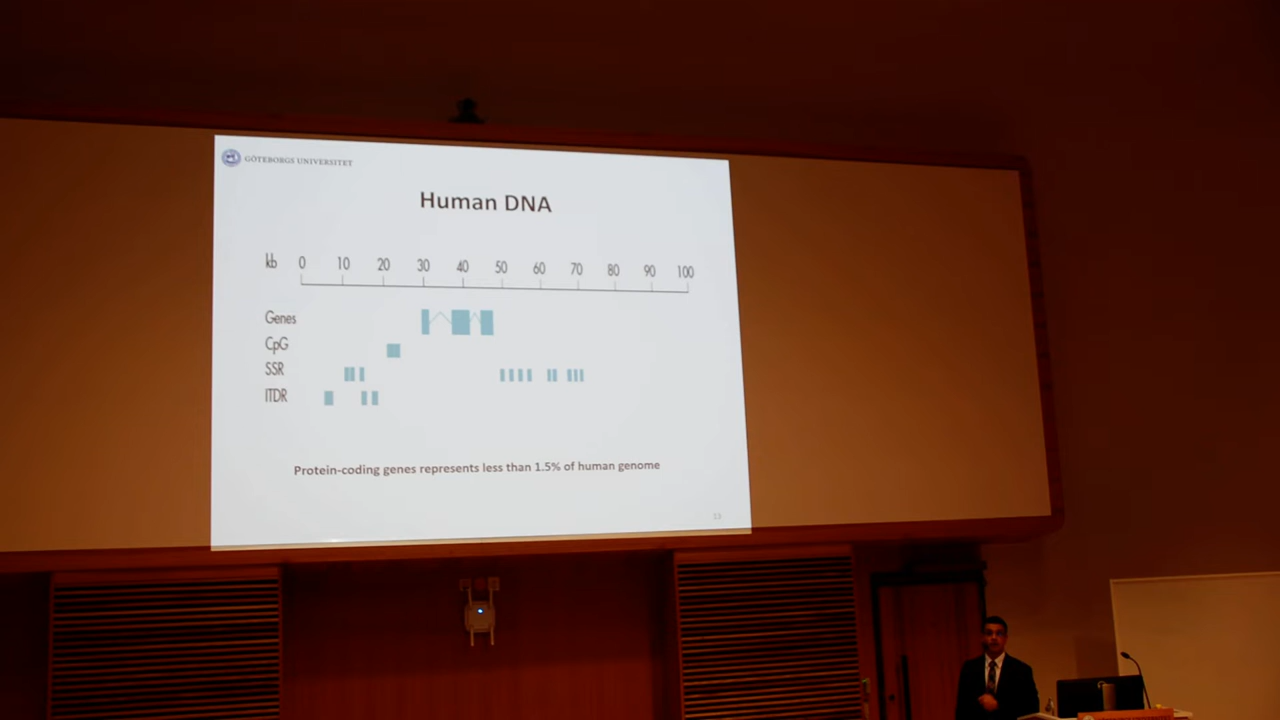 GÖTEBORGS UNIVERSITET
Human DNA
kb 0 10 20 30 40 50 60 70 80 90 100
Genes
CpG
SSR
ITDR
Protein-coding genes represents less than 1.5% of human genome